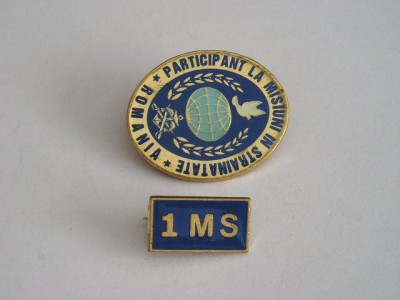 PARTICIPANT LA MISIUNI IN STRAINATATE ★ ROMANIA ★
1 MS